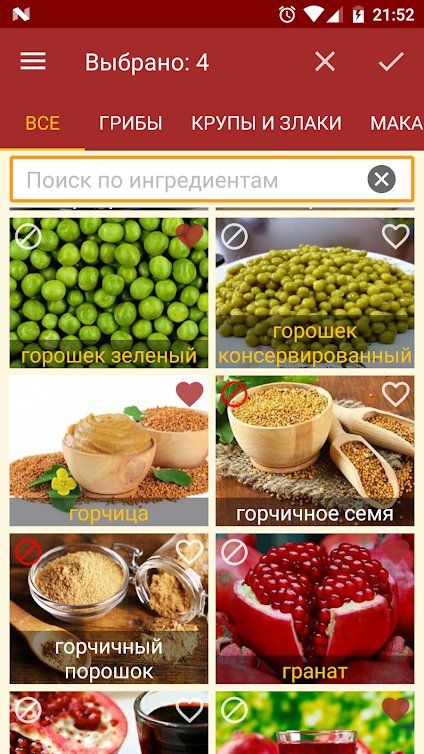 21:52
Выбрано: 4
ВСЕ ГРИБЫ КРУПЫ И ЗЛАКИ МАКА
Поиск по ингредиентам
горошек зеленый
горошек
консервированный
горчица
горчичное семя
горчичный
порошок
гранат